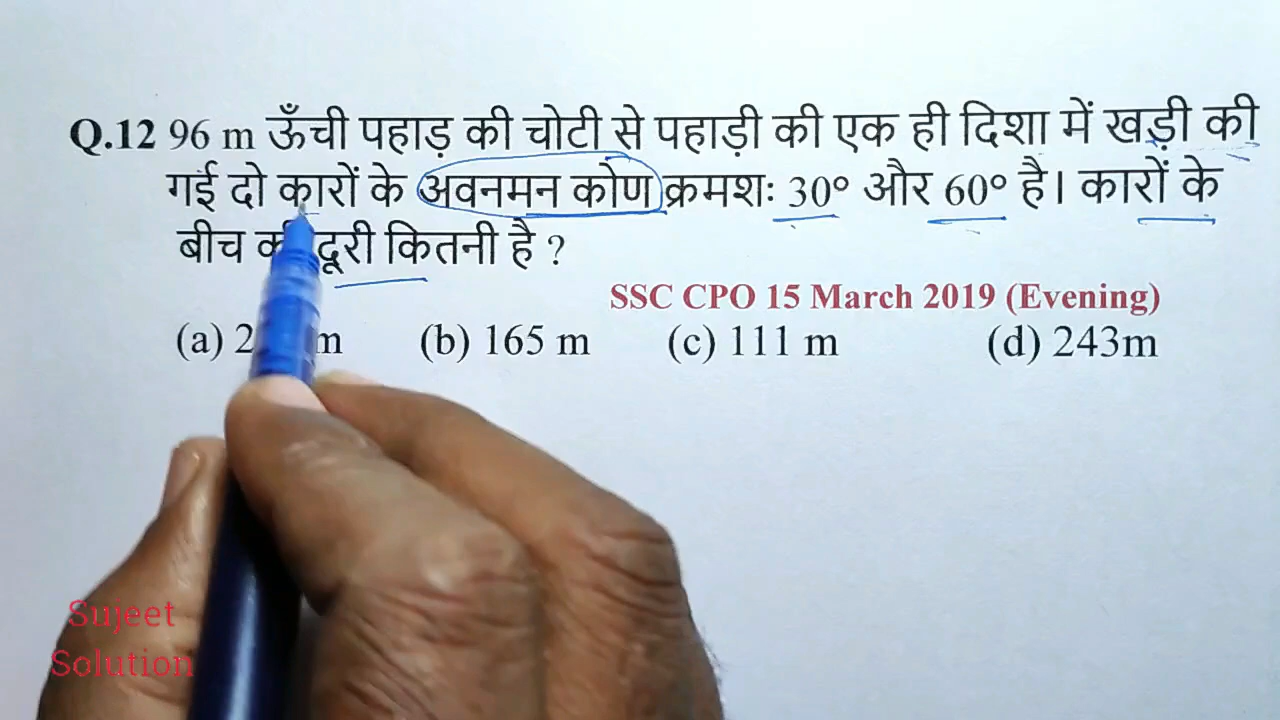 Q.12 96 m ऊँची पहाड़ की चोटी से पहाड़ी की एक ही दिशा में खड़ी की
गई दो कारों के अवनमन कोण क्रमशः 30° और 60° है। कारों के
बीच दूरी कितनी है ?
SSC CPO 15 March 2019 (Evening)
(a) m (b) 165 m (c) 111 m (d) 243m
Sujeet
Solution